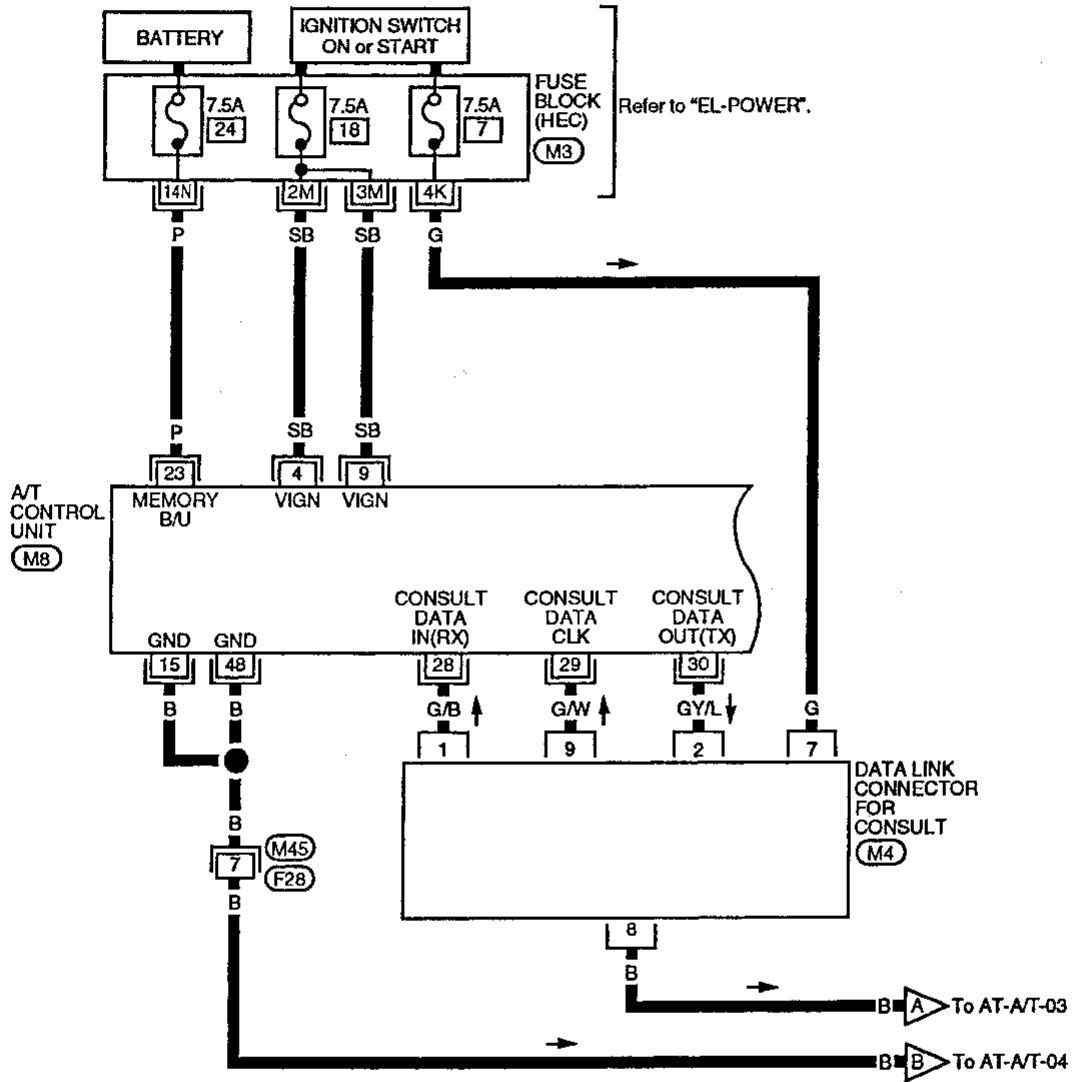 BATTERY
IGNITION SWITCH
ON or START
7.5A
24
7.5A
18
7.5A
7
FUSE
BLOCK
(HEC)
M3
Refer to "EL-POWER".
14N
2M
3M
4K
P
SB
SB
G
P
SB
SB
23
4
9
A/T
CONTROL
UNIT
M8
MEMORY
B/U
VIGN
VIGN
CONSULT
DATA
IN(RX)
CONSULT
DATA
CLK
CONSULT
DATA
OUT(TX)
GND
GND
15
48
28
29
30
B
B
G/B
G/W
GY/L
G
1
9
2
7
DATA LINK
CONNECTOR
FOR
CONSULT
M4
B
7
M45
F28
B
8
B
B
A
To AT-A/T-03
B
B
To AT-A/T-04